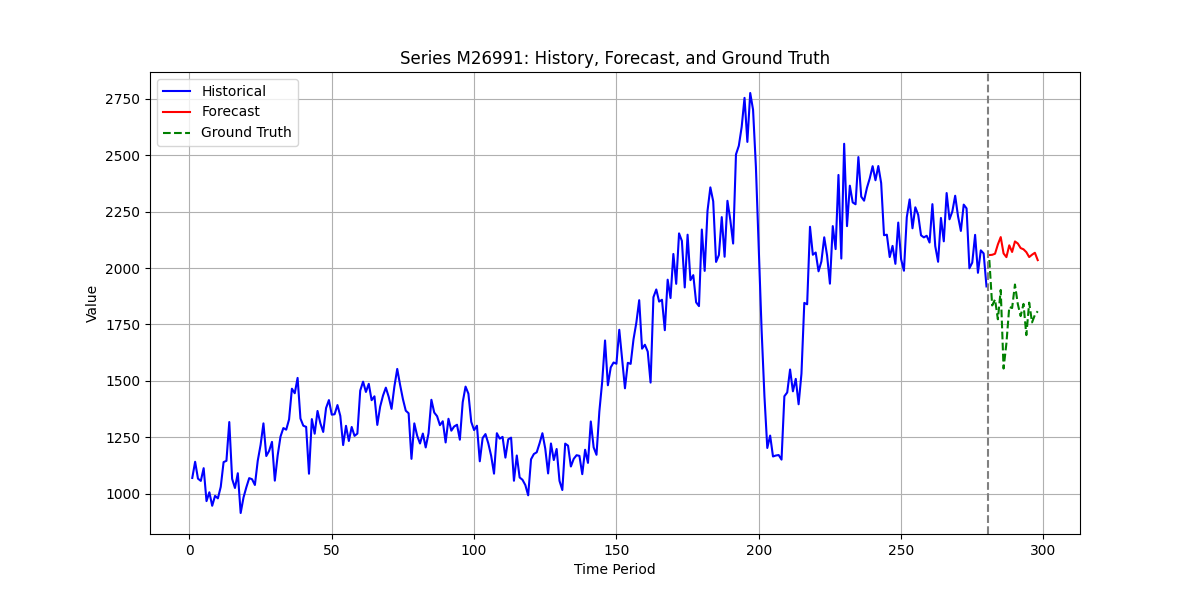 Series M26991: History, Forecast, and Ground Truth
Historical
Forecast
Ground Truth
Value
2750
2500
2250
2000
1750
1500
1250
1000
0 50 100 150 200 250 300
Time Period